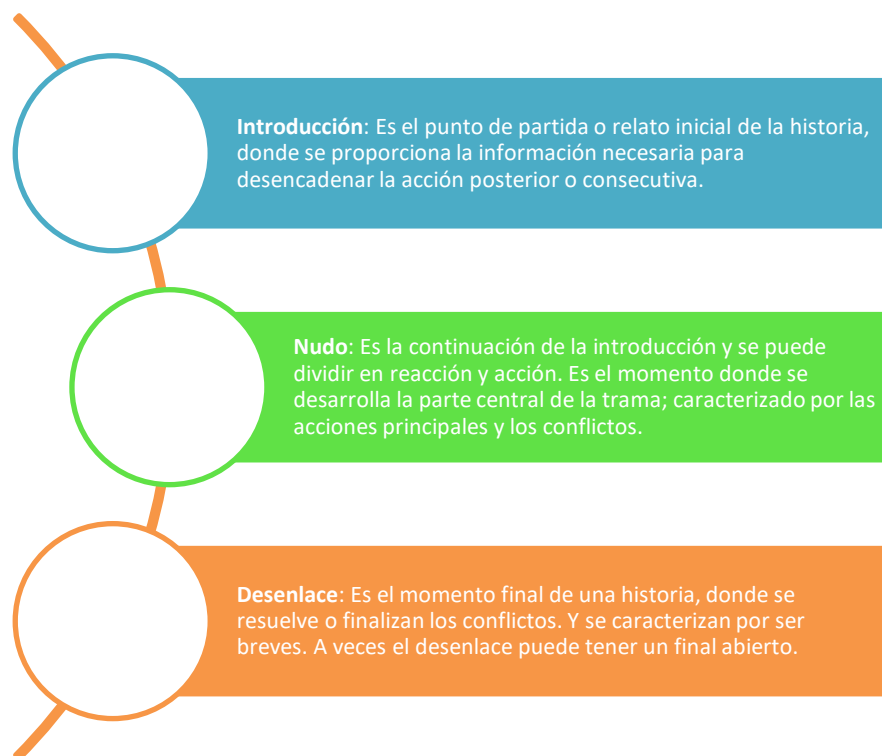 Introducción: Es el punto de partida o relato inicial de la historia,
donde se proporciona la información necesaria para
desencadenar la acción posterior o consecutiva.
Nudo: Es la continuación de la introducción y se puede
dividir en reacción y acción. Es el momento donde se
desarrolla la parte central de la trama; caracterizado por las
acciones principales y los conflictos.
Desenlace: Es el momento final de una historia, donde se
resuelve o finalizan los conflictos. Y se caracterizan por ser
breves. A veces el desenlace puede tener un final abierto.